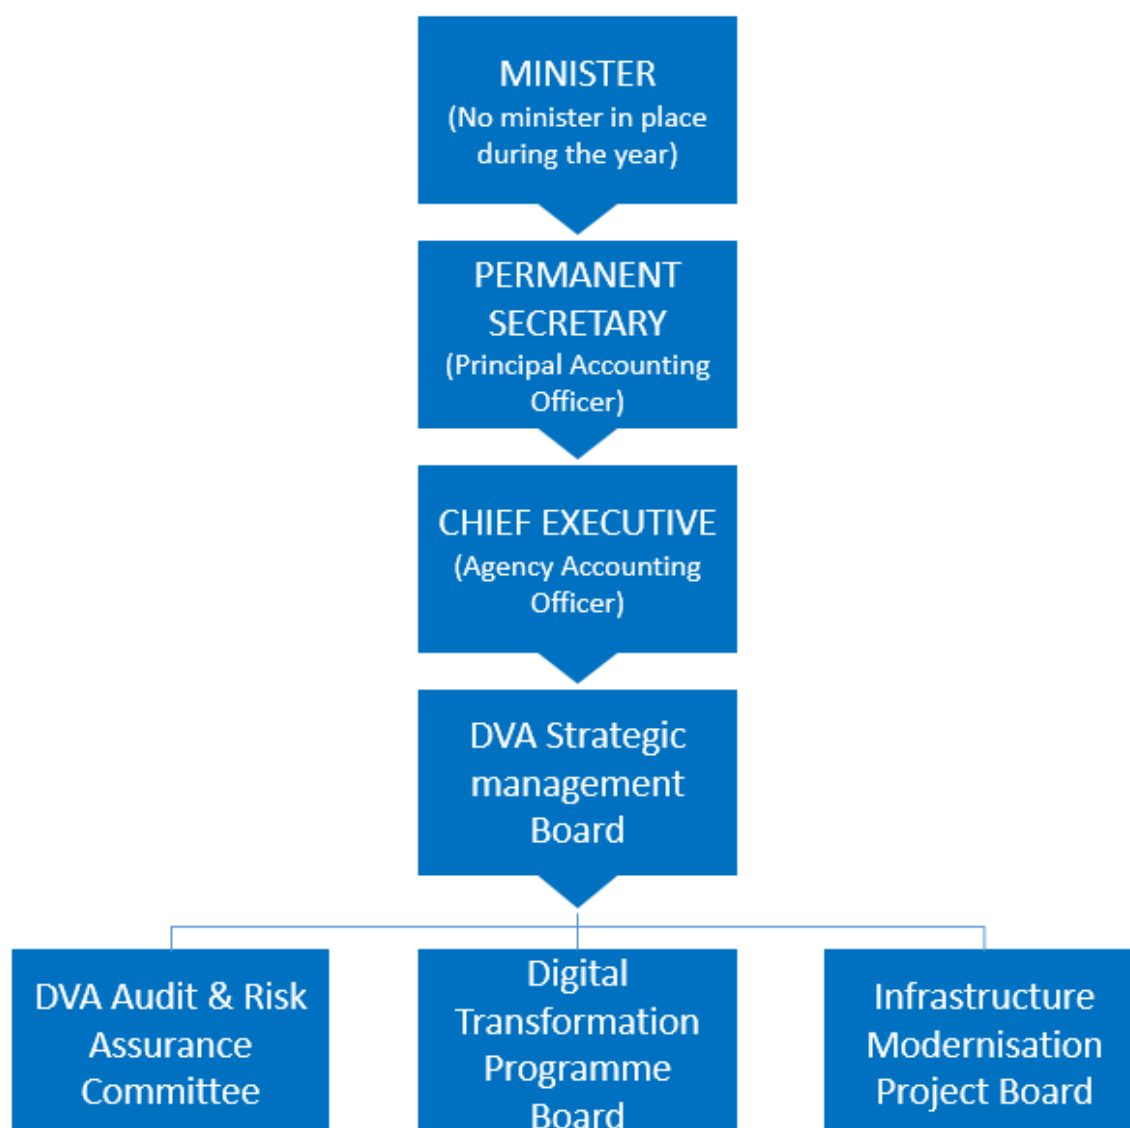 MINISTER
(No minister in place
during the year)
PERMANENT
SECRETARY
(Principal Accounting
Officer)
CHIEF EXECUTIVE
(Agency Accounting
Officer)
DVA Strategic
management
Board
DVA Audit & Risk
Assurance
Committee
Digital
Transformation
Programme
Board
Infrastructure
Modernisation
Project Board